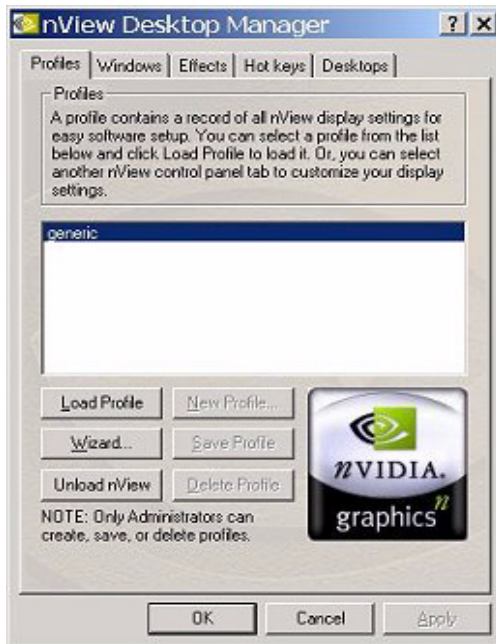 nView Desktop Manager
Profiles Windows Effects Hot keys Desktops
Profiles
A profile contains a record of all nView display settings for
easy software setup. You can select a profile from the list
below and click Load Profile to load it. Or, you can select
another nView control panel tab to customize your display
settings.
generic
Load Profile New Profile...
Wizard... Save Profile
Unload nView Delete Profile
NOTE: Only Administrators can
create, save, or delete profiles.
nVIDIA.
graphics n
OK Cancel Apply